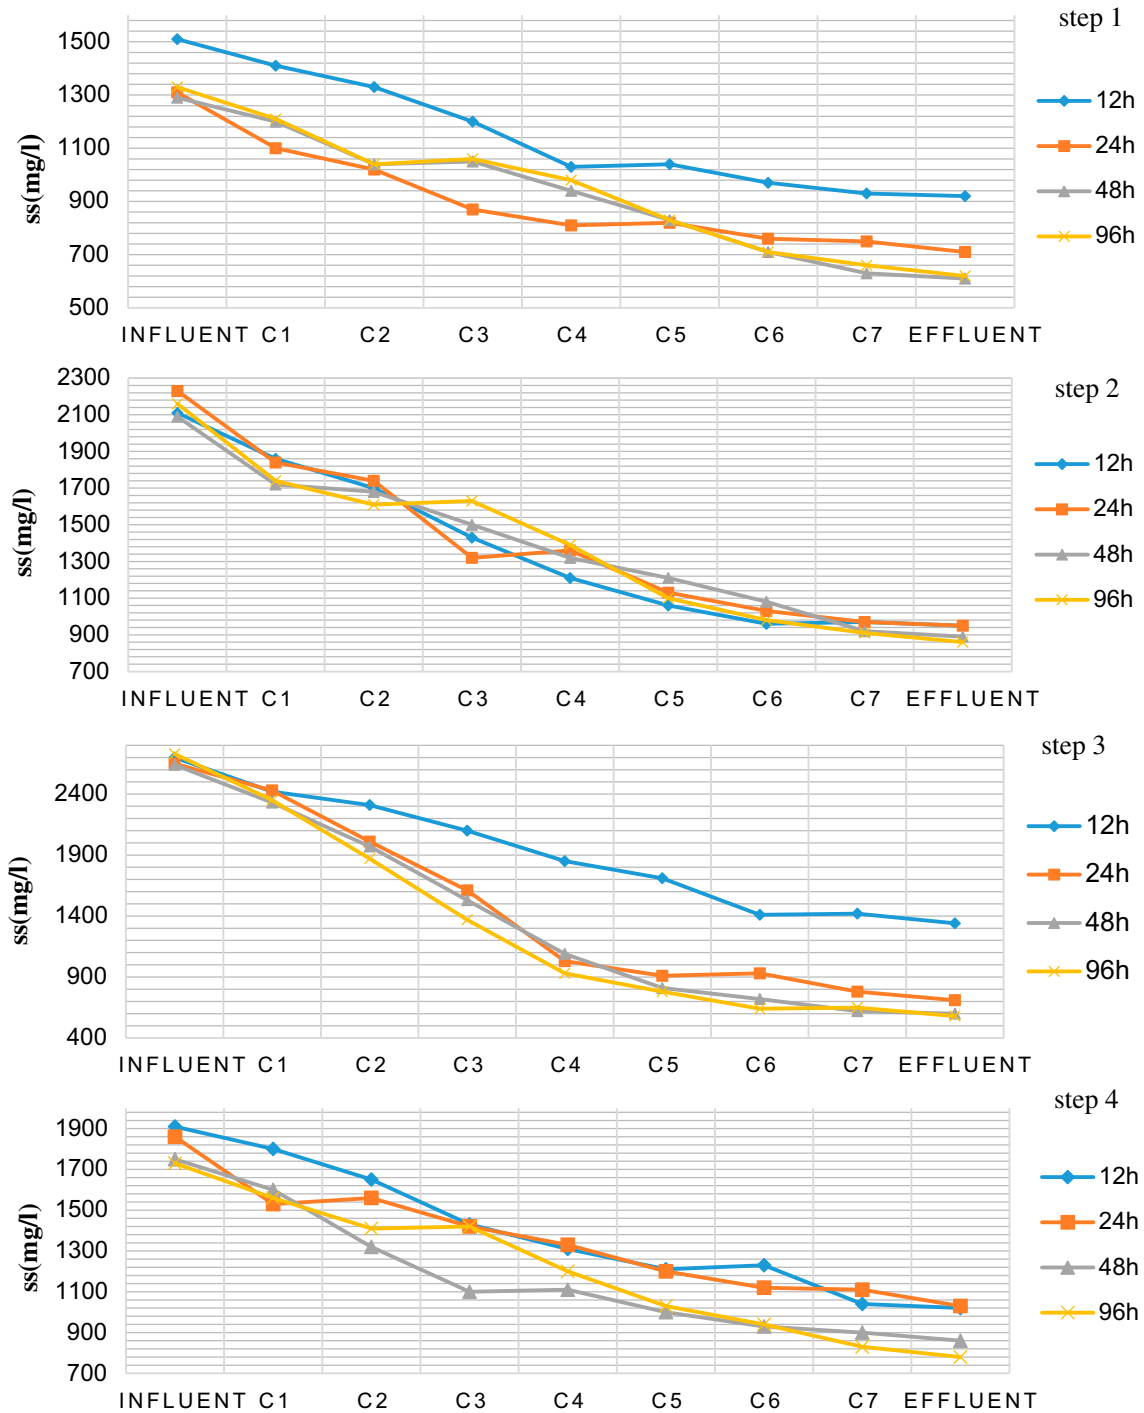 step 1
1500
1300
1100
900
700
500
ss(mg/l)
12h
24h
48h
96h
INFLUENT C1 C2 C3 C4 C5 C6 C7 EFFLUENT
step 2
2300
2100
1900
1700
1500
1300
1100
900
700
ss(mg/l)
12h
24h
48h
96h
INFLUENT C1 C2 C3 C4 C5 C6 C7 EFFLUENT
step 3
2400
1900
1400
900
400
ss(mg/l)
12h
24h
48h
96h
INFLUENT C1 C2 C3 C4 C5 C6 C7 EFFLUENT
step 4
1900
1700
1500
1300
1100
900
700
ss(mg/l)
12h
24h
48h
96h
INFLUENT C1 C2 C3 C4 C5 C6 C7 EFFLUENT